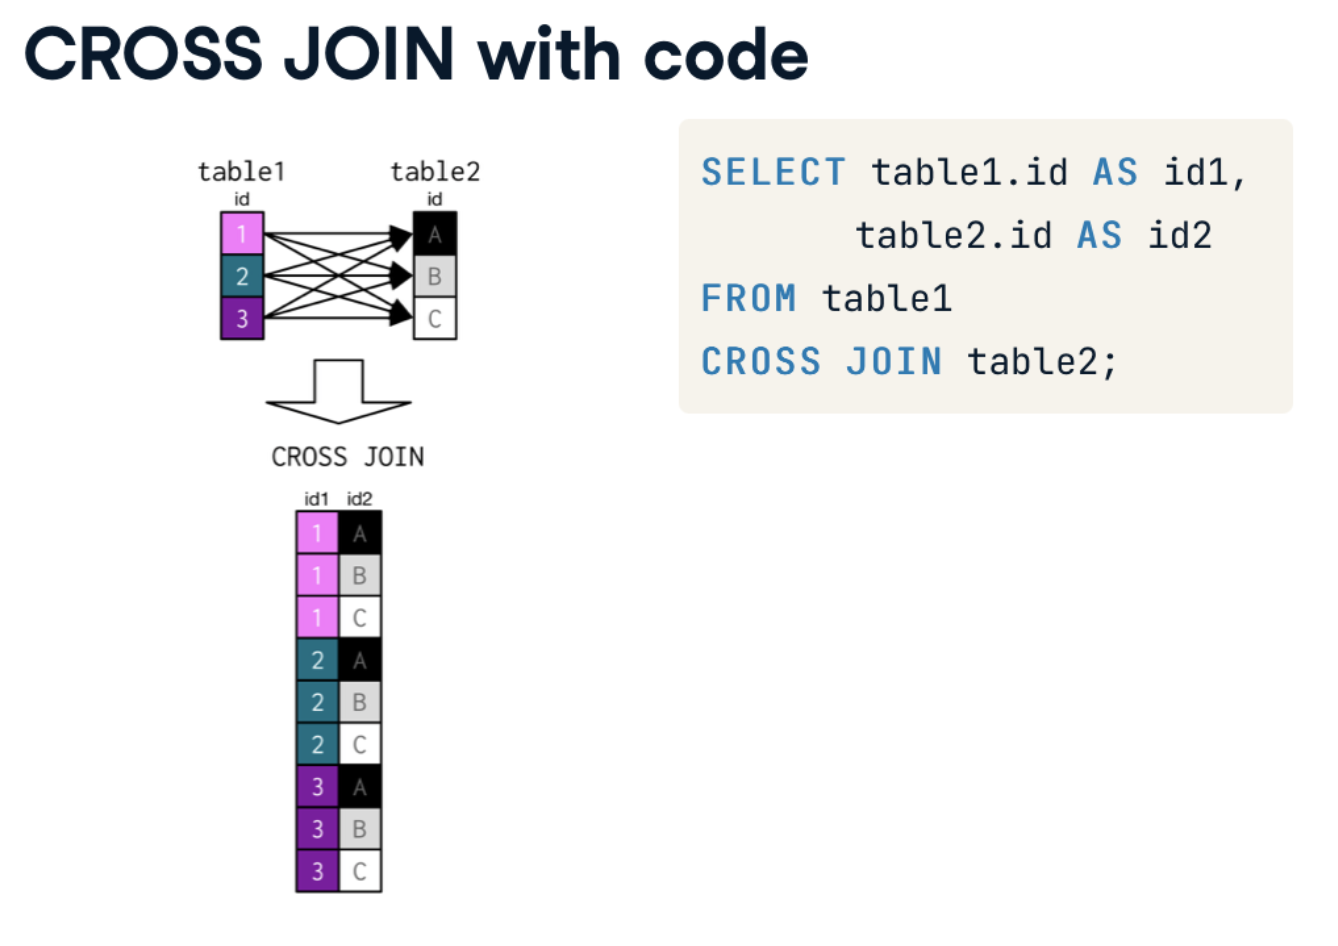 CROSS JOIN with code
table1 table2
id id
1 A
2 B
3 C
CROSS JOIN
id1 id2
1 A
1 B
1 C
2 A
2 B
2 C
3 A
3 B
3 C
SELECT table1.id AS id1,
table2.id AS id2
FROM table1
CROSS JOIN table2;